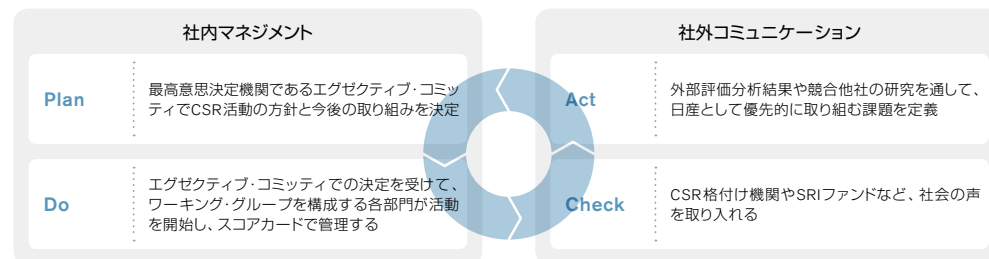 社内マネジメント
Plan
最高意思決定機関であるエグゼクティブ・コミッ
ティでCSR活動の方針と今後の取り組みを決定
Do
エグゼクティブ・コミッティでの決定を受けて、
ワーキング・グループを構成する各部門が活動
を開始し、スコアカードで管理する
社外コミュニケーション
Act
外部評価分析結果や競合他社の研究を通して、
日産として優先的に取り組む課題を定義
Check
CSR格付け機関やSRIファンドなど、社会の声
を取り入れる